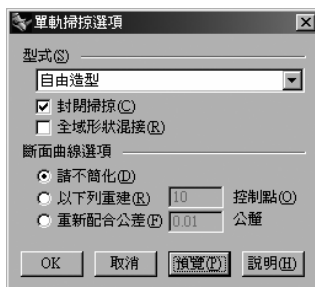 單軌掃掠選項
型式(S)
自由造型
封閉掃掠(C)
全域形狀混接(R)
斷面曲線選項
請不簡化(D)
以下列重建(R) 10 控制點(O)
重新配合公差(F) 0.01 公釐
OK 取消 預覽(P) 說明(H)